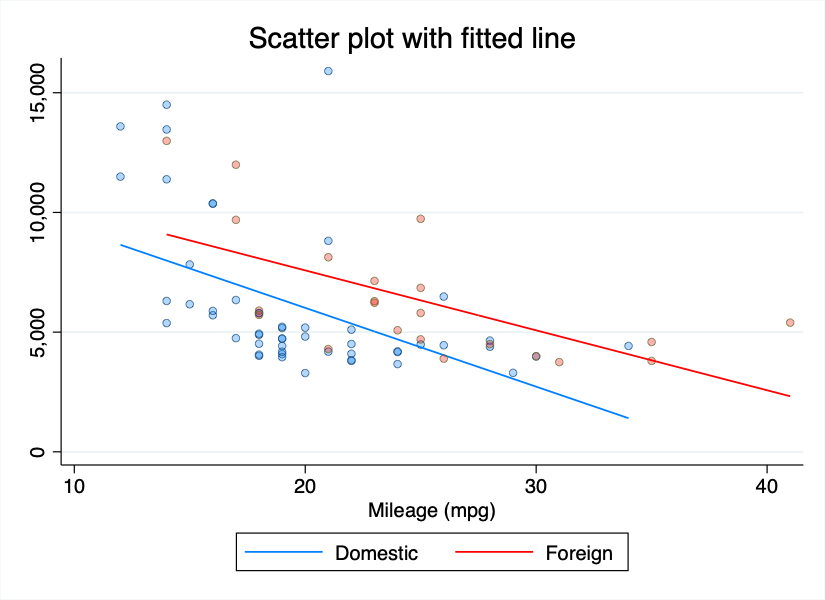 Scatter plot with fitted line
15,000
10,000
5,000
0
10 20 30 40
Mileage (mpg)
Domestic Foreign